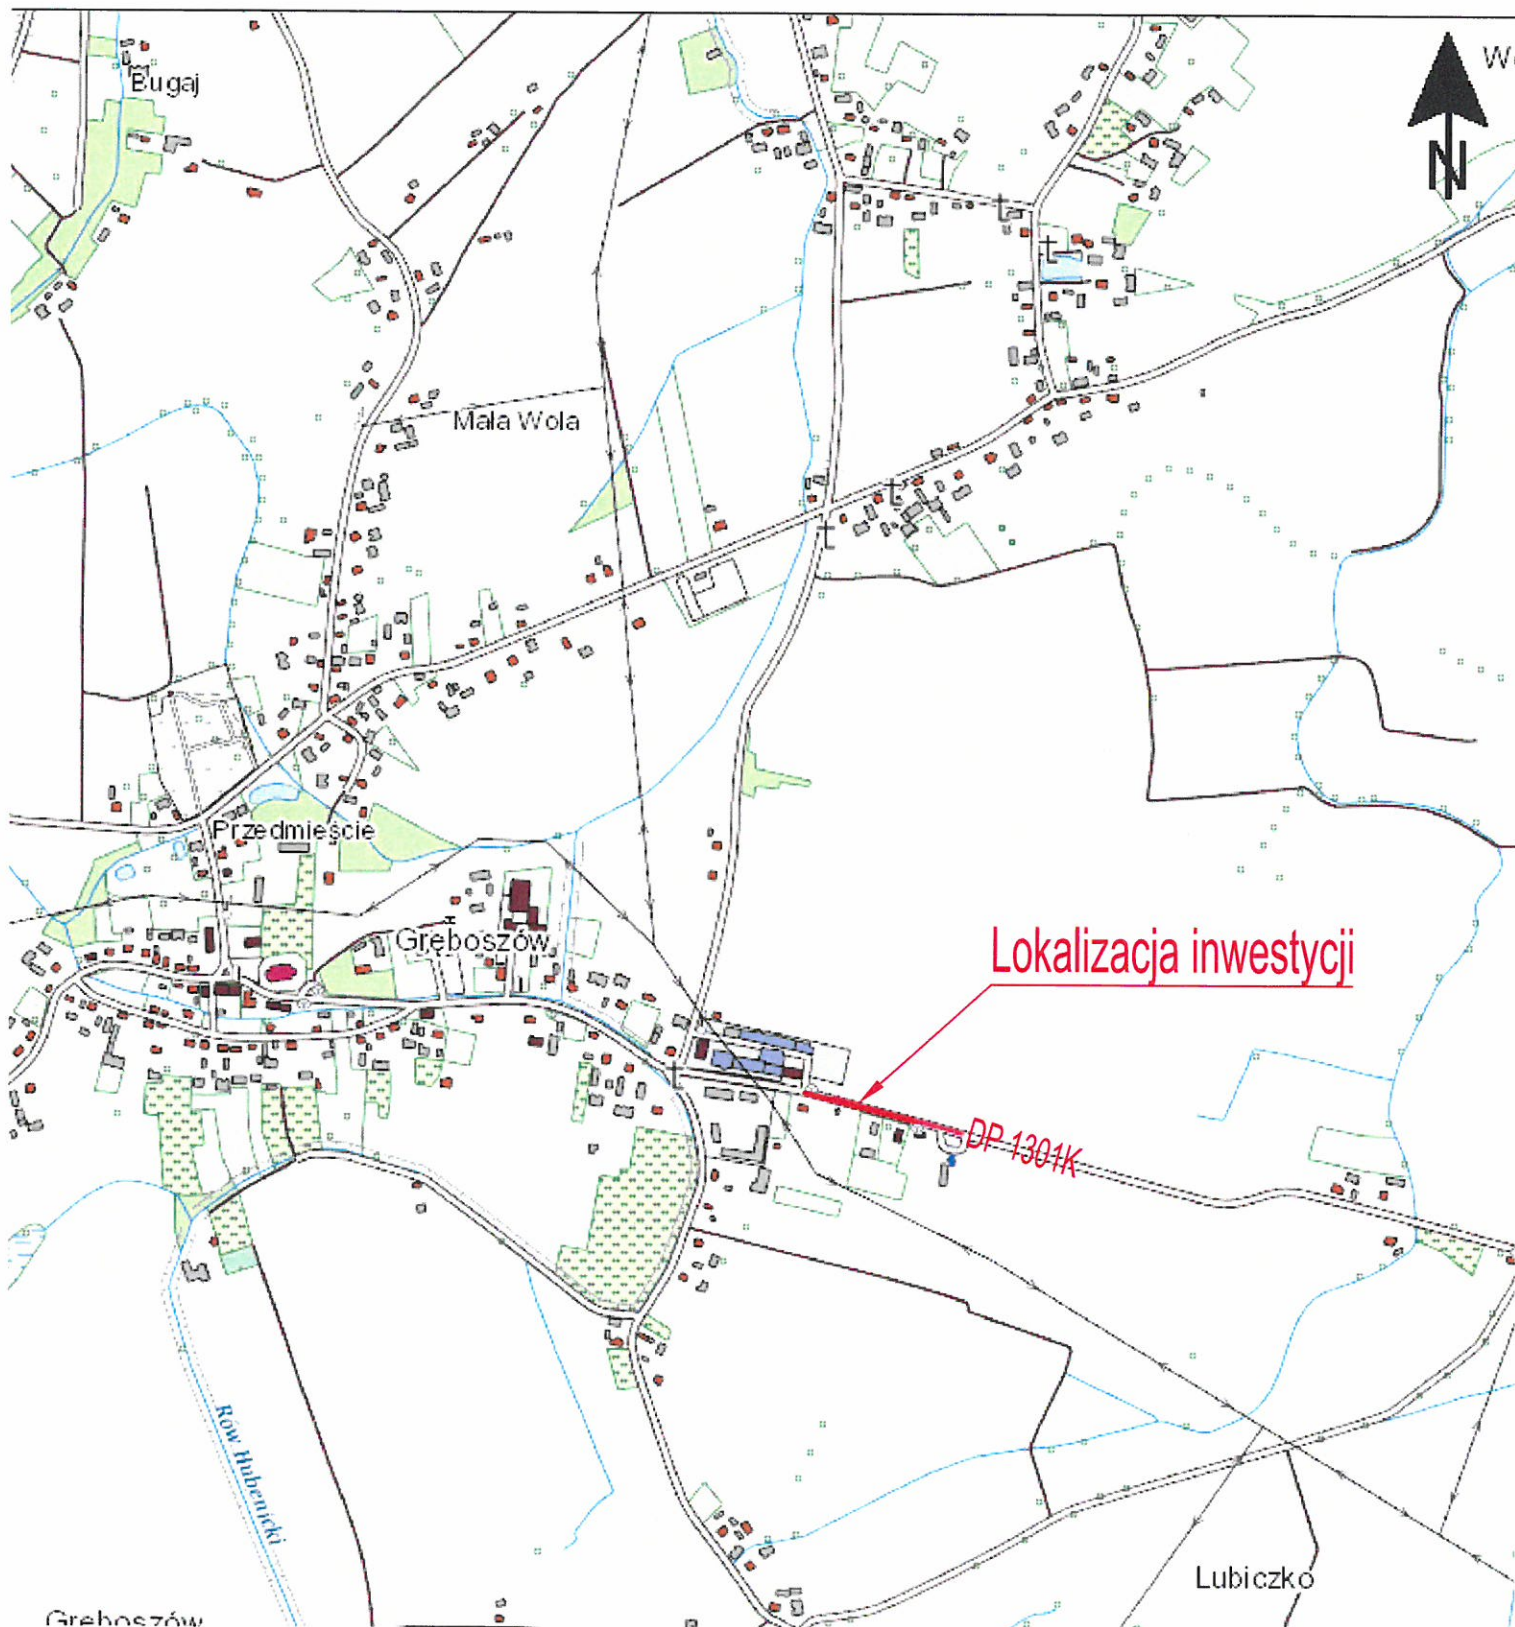 Bugaj
N
Mała Wola
Przedmieście
Gręboszów
Lokalizacja inwestycji
DP 1301K
Rów Hubenicki
Lubiczko
Gręboszów